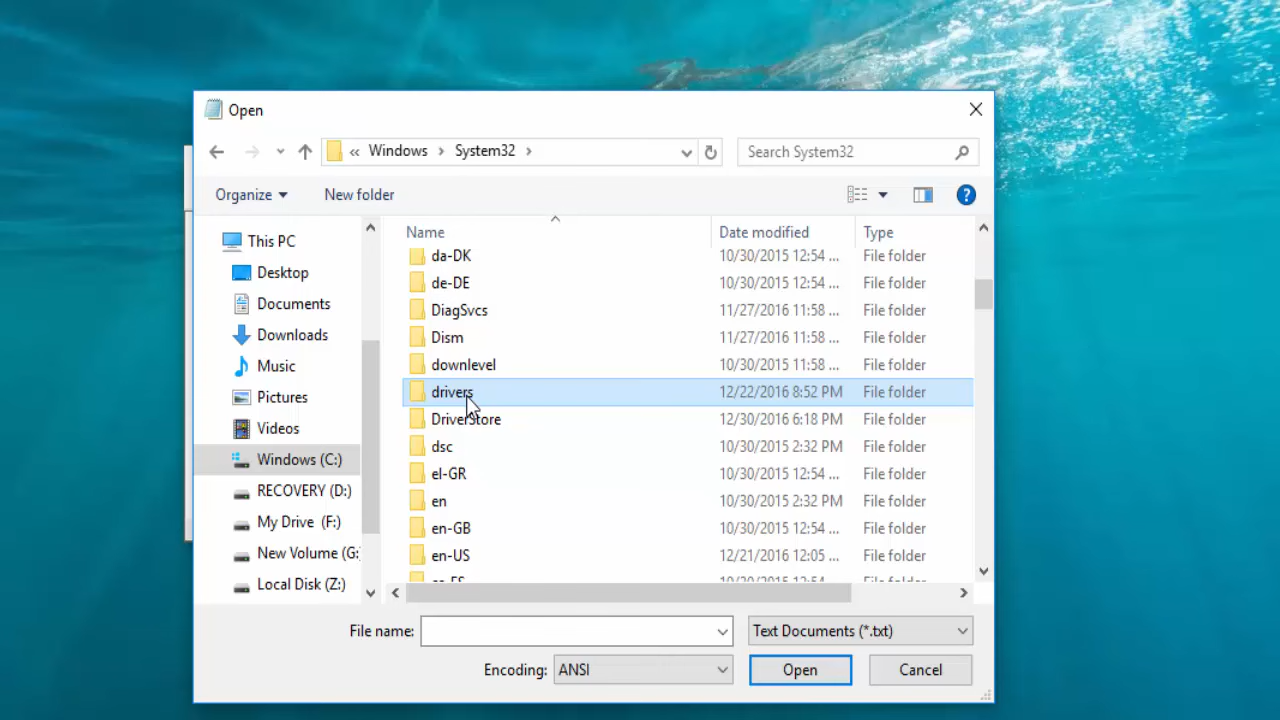 Open
« Windows › System32 ›
Search System32
Organize
New folder
Name
Date modified
Type
This PC
Desktop
Documents
Downloads
Music
Pictures
Videos
Windows (C:)
RECOVERY (D:)
My Drive (F:)
New Volume (G:
Local Disk (Z:)
da-DK 10/30/2015 12:54 ... File folder
de-DE 10/30/2015 12:54 ... File folder
DiagSvcs 11/27/2016 11:58 ... File folder
Dism 11/27/2016 11:58 ... File folder
downlevel 10/30/2015 11:58 ... File folder
drivers 12/22/2016 8:52 PM File folder
DriverStore 12/30/2016 6:18 PM File folder
dsc 10/30/2015 2:32 PM File folder
el-GR 10/30/2015 12:54 ... File folder
en 10/30/2015 2:32 PM File folder
en-GB 10/30/2015 12:54 ... File folder
en-US 12/21/2016 12:05 ... File folder
File name:
Text Documents (*.txt)
Encoding:
ANSI
Open
Cancel